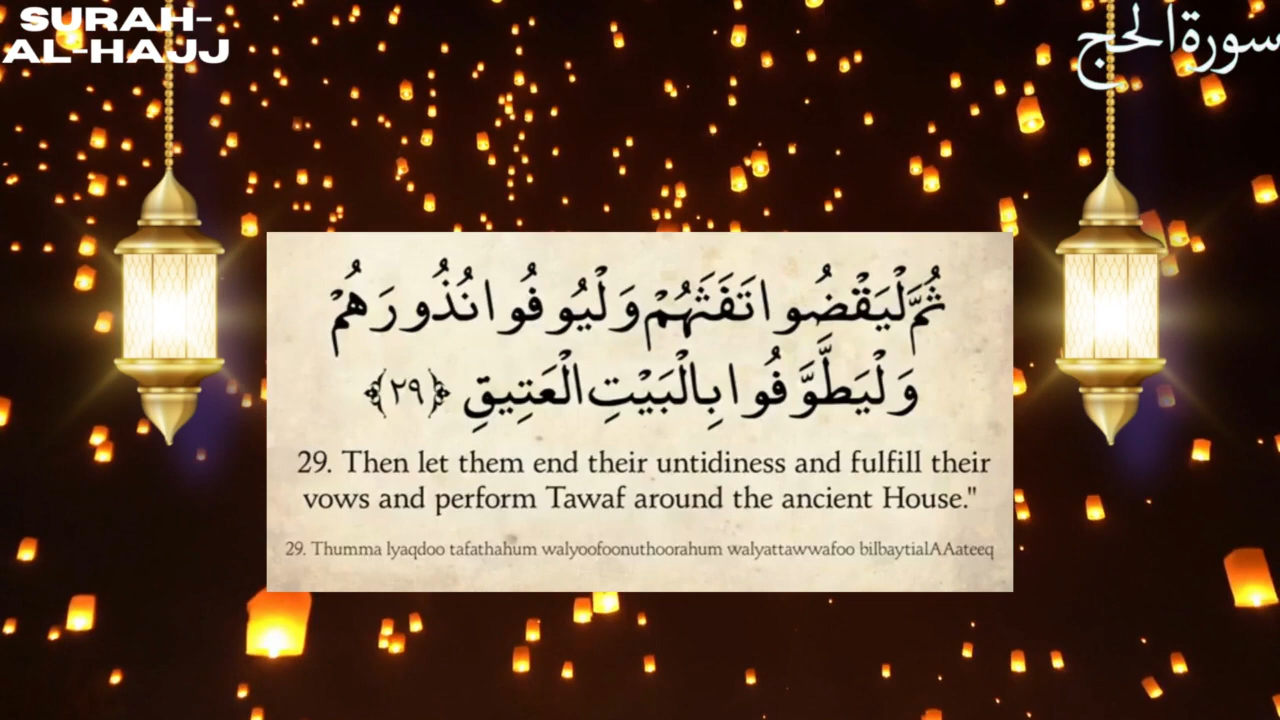 SURAH-
AL-HAJJ
سورة الحج
ثُمَّ لْيَقْضُوا تَفَثَهُمْ وَلْيُوفُوا نُذُورَهُمْ
وَلْيَطَّوَّفُوا بِالْبَيْتِ الْعَتِيقِ ﴿٢٩﴾
29. Then let them end their untidiness and fulfill their
vows and perform Tawaf around the ancient House."
29. Thumma lyaqdoo tafathahum walyoofoonuthoorahum walyattawwafoo bilbaytialAAateeq